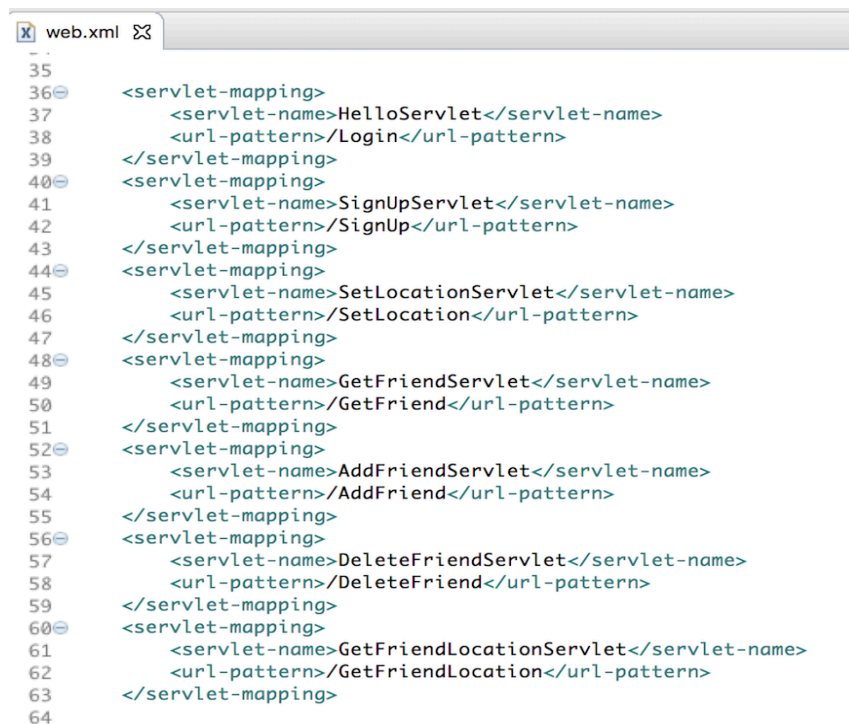 web.xml
35
36 <servlet-mapping>
37 <servlet-name>HelloServlet</servlet-name>
38 <url-pattern>/Login</url-pattern>
39 </servlet-mapping>
40 <servlet-mapping>
41 <servlet-name>SignUpServlet</servlet-name>
42 <url-pattern>/SignUp</url-pattern>
43 </servlet-mapping>
44 <servlet-mapping>
45 <servlet-name>SetLocationServlet</servlet-name>
46 <url-pattern>/SetLocation</url-pattern>
47 </servlet-mapping>
48 <servlet-mapping>
49 <servlet-name>GetFriendServlet</servlet-name>
50 <url-pattern>/GetFriend</url-pattern>
51 </servlet-mapping>
52 <servlet-mapping>
53 <servlet-name>AddFriendServlet</servlet-name>
54 <url-pattern>/AddFriend</url-pattern>
55 </servlet-mapping>
56 <servlet-mapping>
57 <servlet-name>DeleteFriendServlet</servlet-name>
58 <url-pattern>/DeleteFriend</url-pattern>
59 </servlet-mapping>
60 <servlet-mapping>
61 <servlet-name>GetFriendLocationServlet</servlet-name>
62 <url-pattern>/GetFriendLocation</url-pattern>
63 </servlet-mapping>
64